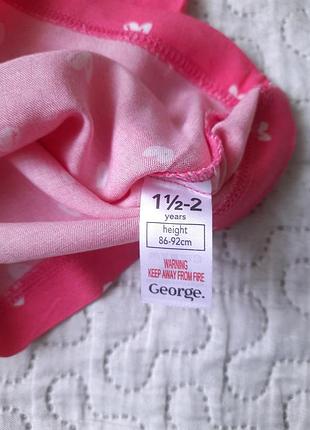 1½-2
years
height
86-92cm
WARNING
KEEP AWAY FROM FIRE
George.